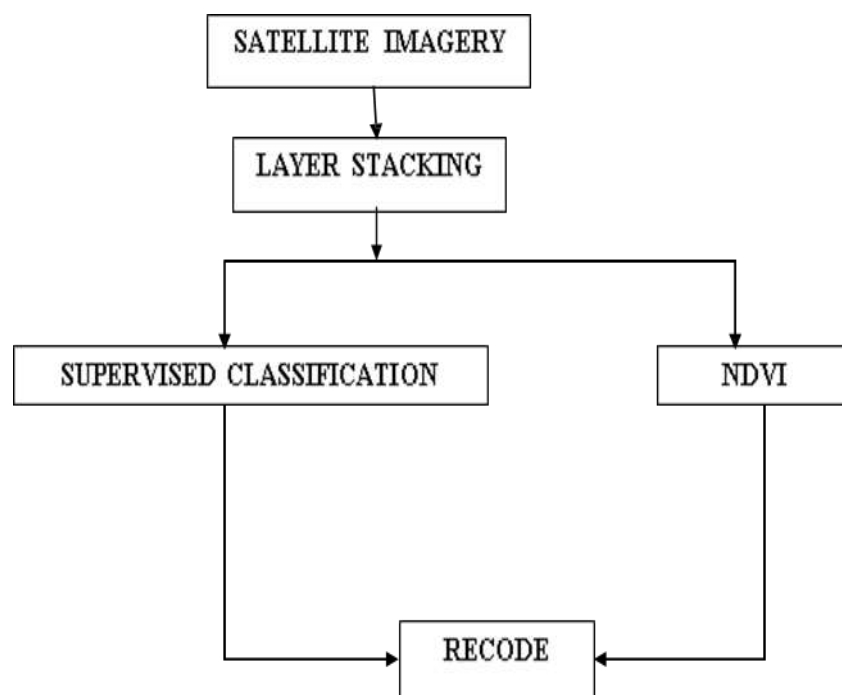 SATELLITE IMAGERY
LAYER STACKING
SUPERVISED CLASSIFICATION
NDVI
RECODE